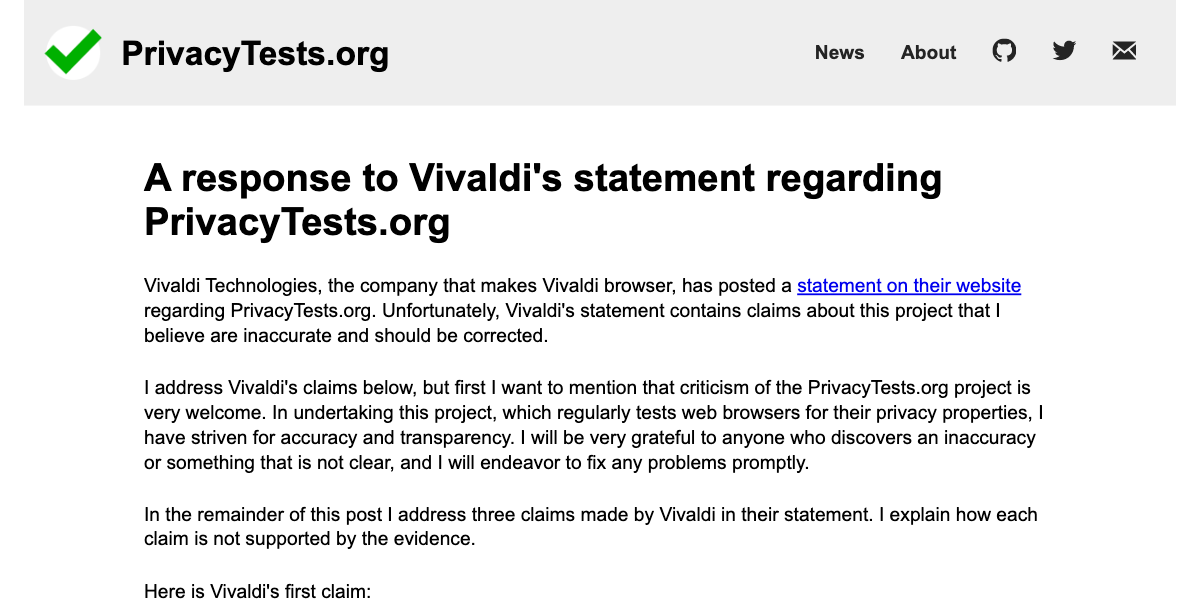 PrivacyTests.org
News
About
A response to Vivaldi's statement regarding
PrivacyTests.org
Vivaldi Technologies, the company that makes Vivaldi browser, has posted a statement on their website
regarding PrivacyTests.org. Unfortunately, Vivaldi's statement contains claims about this project that I
believe are inaccurate and should be corrected.
I address Vivaldi's claims below, but first I want to mention that criticism of the PrivacyTests.org project is
very welcome. In undertaking this project, which regularly tests web browsers for their privacy properties, I
have striven for accuracy and transparency. I will be very grateful to anyone who discovers an inaccuracy
or something that is not clear, and I will endeavor to fix any problems promptly.
In the remainder of this post I address three claims made by Vivaldi in their statement. I explain how each
claim is not supported by the evidence.
Here is Vivaldi's first claim: